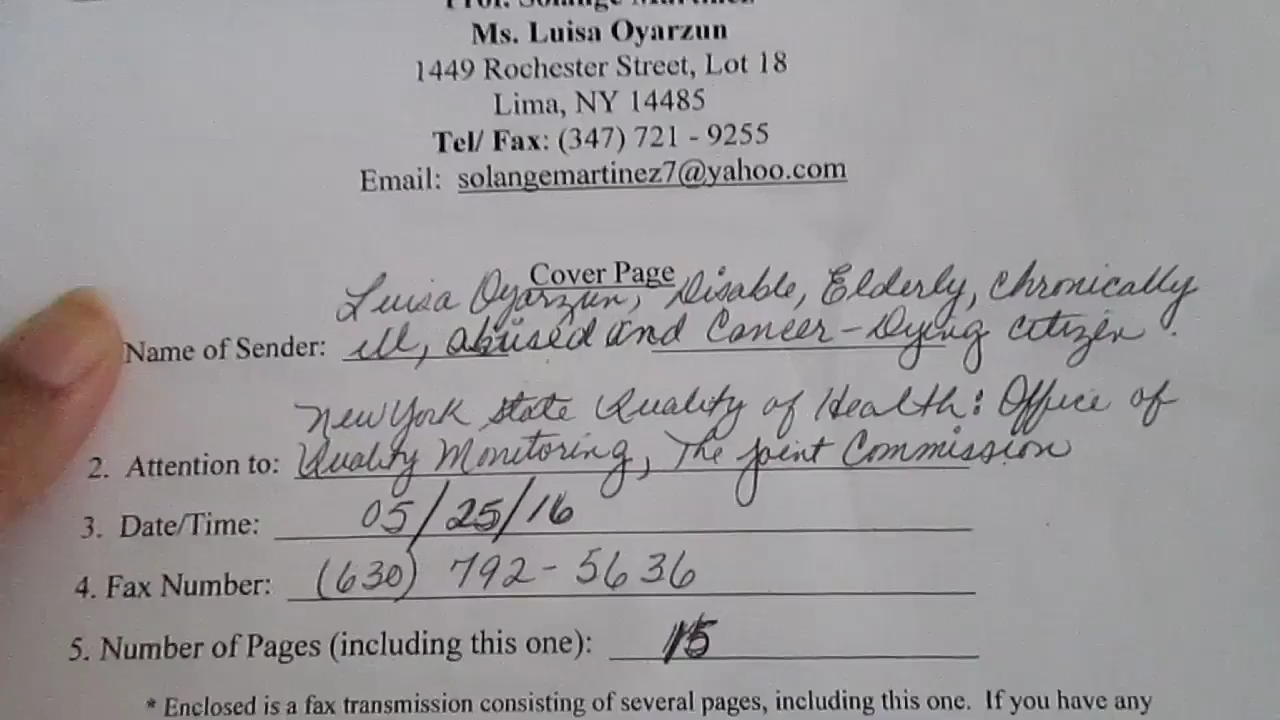 Prof. Solange Martinez
Ms. Luisa Oyarzun
1449 Rochester Street, Lot 18
Lima, NY 14485
Tel/ Fax: (347) 721 - 9255
Email: solangemartinez7@yahoo.com
Cover Page
Luisa Oyarzun, Disable, Elderly, Chronically
Name of Sender: ill, abused and Cancer-Dying citizen.
New York State Quality of Health: Office of
2. Attention to: Quality Monitoring, The Joint Commission
3. Date/Time: 05/25/16
4. Fax Number: (630) 792-5636
5. Number of Pages (including this one): 15
* Enclosed is a fax transmission consisting of several pages, including this one. If you have any